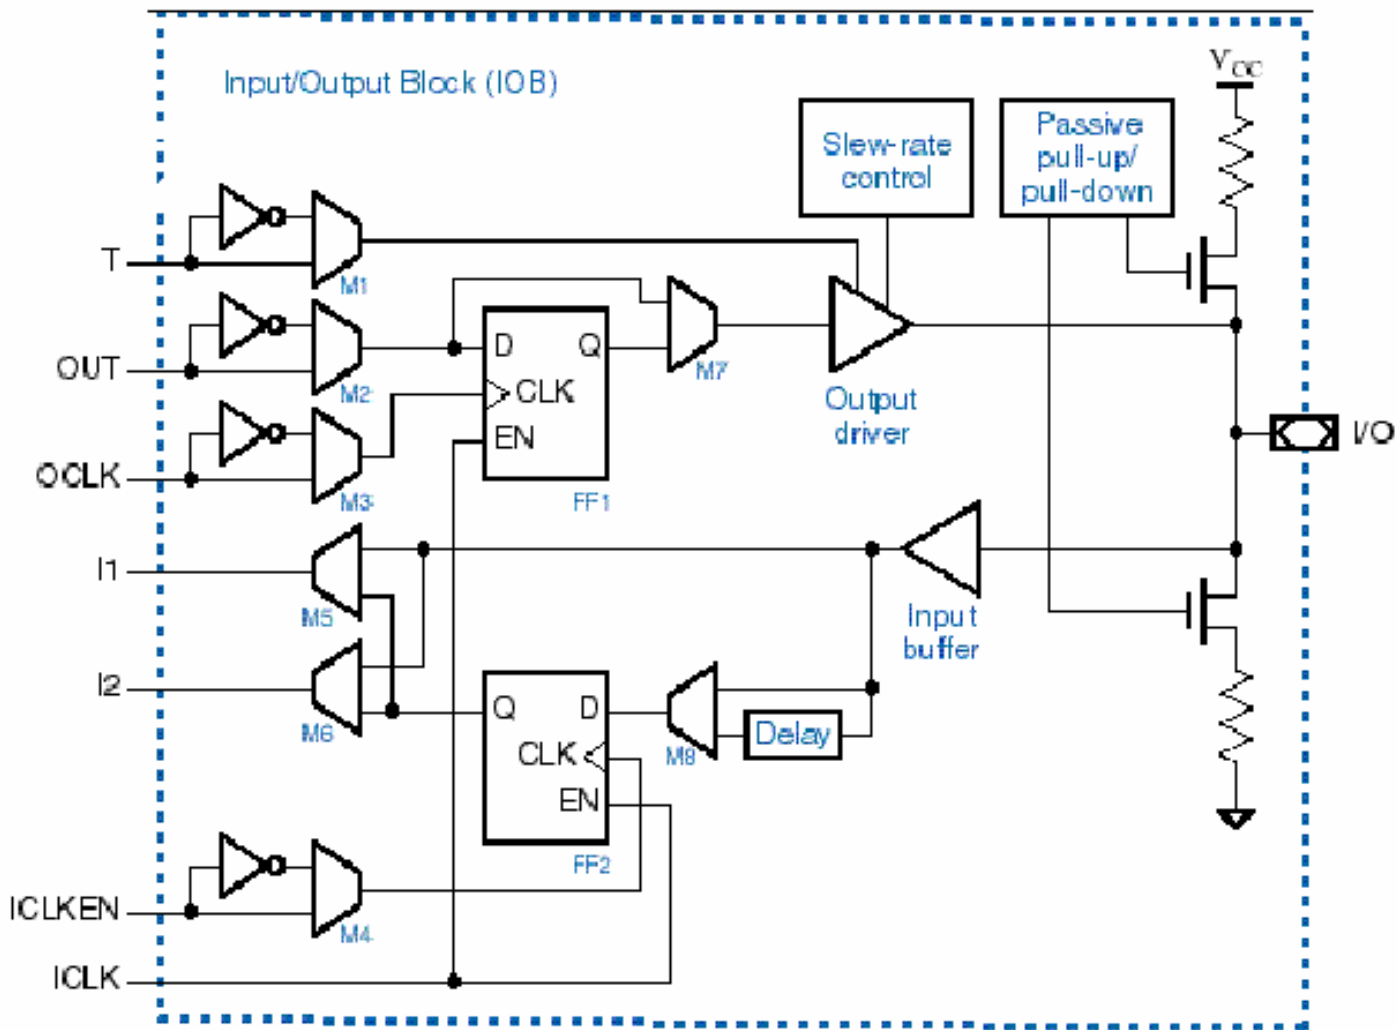 Input/Output Block (IOB)
VCC
Slew-rate
control
Passive
pull-up/
pull-down
T
M1
OUT
M2
D
Q
CLK
EN
FF1
M7
Output
driver
I/O
OCLK
M3
I1
M5
Input
buffer
I2
M6
Q
D
CLK
EN
FF2
M8
Delay
ICLKEN
M4
ICLK